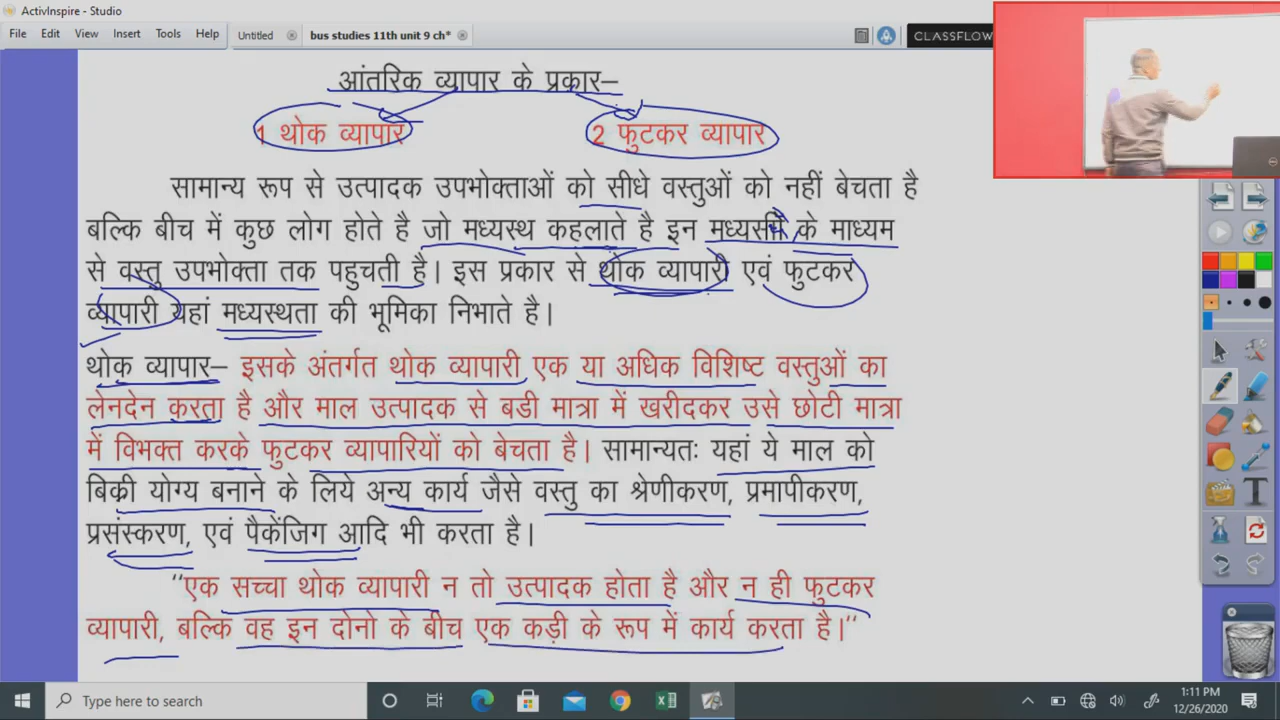 ActivInspire - Studio
File Edit View Insert Tools Help Untitled bus studies 11th unit 9 ch* CLASSFLOW
आंतरिक व्यापार के प्रकार–
1 थोक व्यापार 2 फुटकर व्यापार
सामान्य रूप से उत्पादक उपभोक्ताओं को सीधे वस्तुओं को नहीं बेचता है
बल्कि बीच में कुछ लोग होते है जो मध्यस्थ कहलाते है इन के माध्यम
से वस्तु उपभोक्ता तक पहुचती है। इस प्रकार से थोक व्यापारी एवं फुटकर
व्यापारी यहां मध्यस्थता की भूमिका निभाते है।
थोक व्यापार– इसके अंतर्गत थोक व्यापारी एक या अधिक विशिष्ट वस्तुओं का
लेनदेन करता है और माल उत्पादक से बडी मात्रा में खरीदकर उसे छोटी मात्रा
में विभक्त करके फुटकर व्यापारियों को बेचता है। सामान्यतः यहां ये माल को
बिक्री योग्य बनाने के लिये अन्य कार्य जैसे वस्तु का श्रेणीकरण, प्रमापीकरण,
प्रसंस्करण, एवं पैकेंजिग आदि भी करता है।
"एक सच्चा थोक व्यापारी न तो उत्पादक होता है और न ही फुटकर
व्यापारी, बल्कि वह इन दोनो के बीच एक कड़ी के रूप में कार्य करता है।"
Type here to search
1:11 PM
12/26/2020